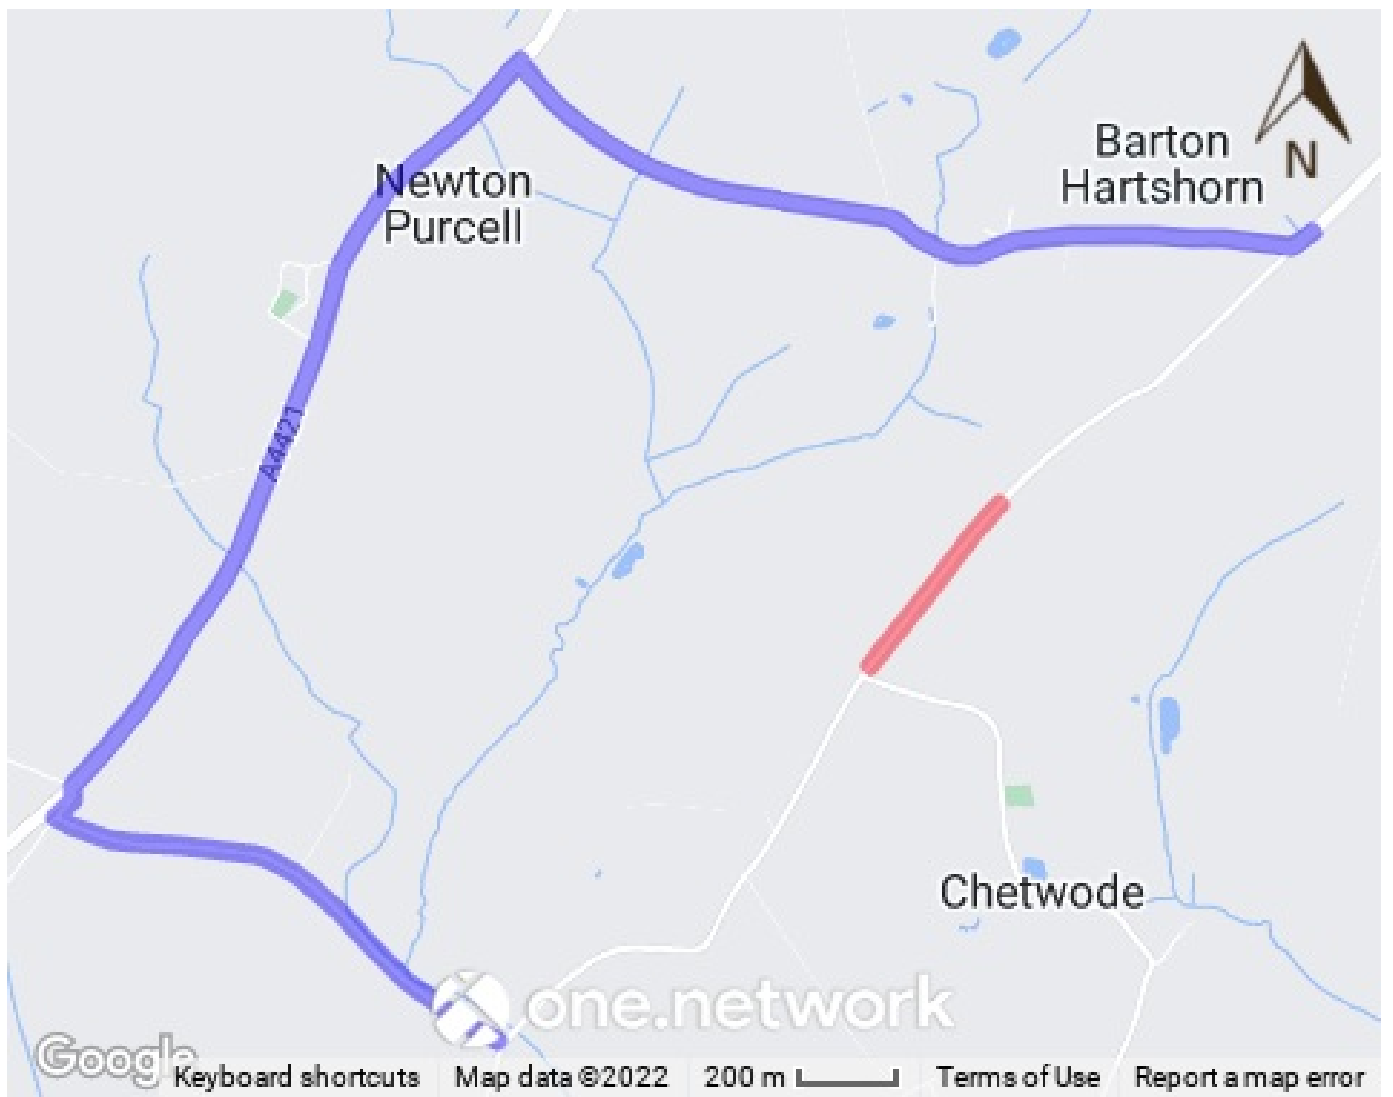 Barton
Hartshorn
N
Newton
Purcell
A4421
Chetwode
one.network
Google
Keyboard shortcuts
Map data ©2022
200 m
Terms of Use
Report a map error